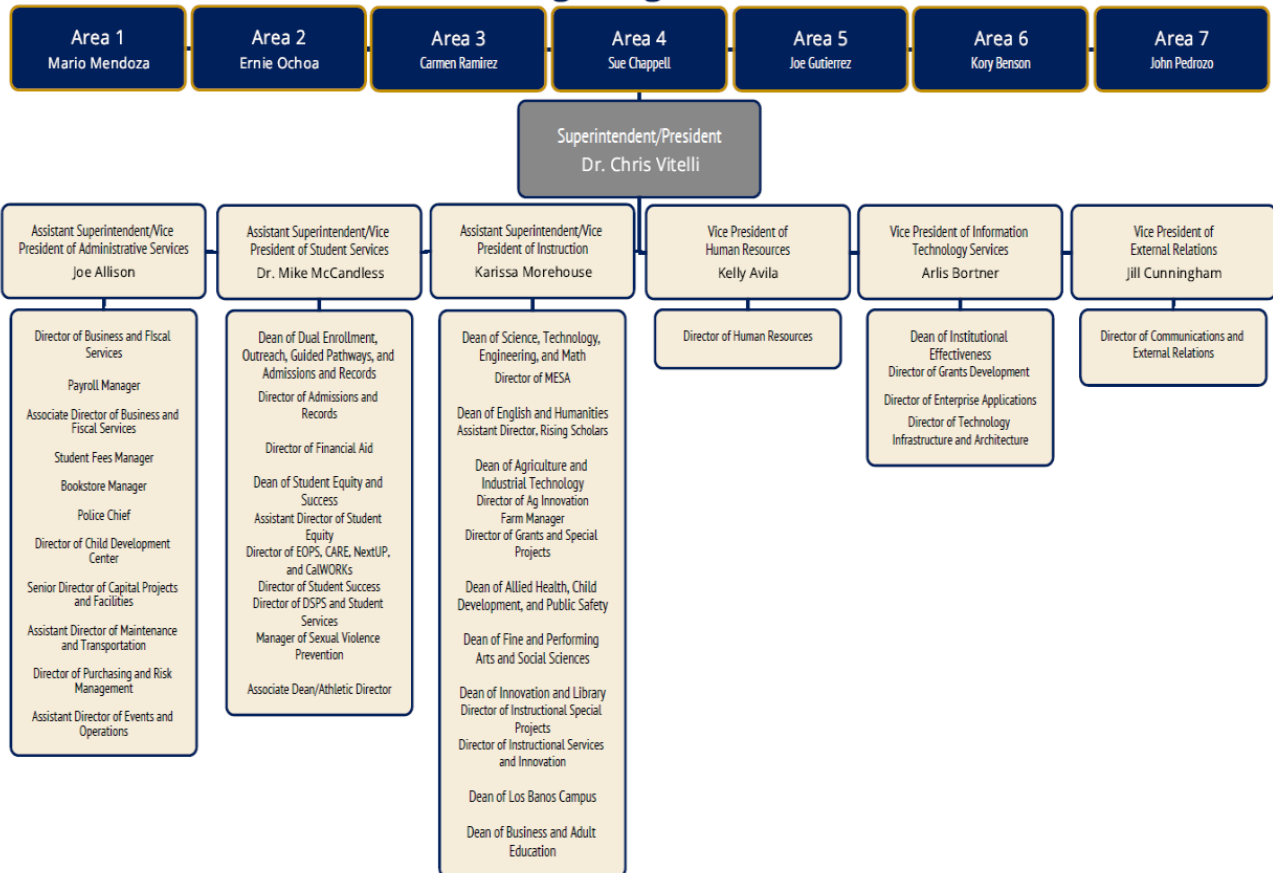 Area 1
Mario Mendoza
Area 2
Ernie Ochoa
Area 3
Carmen Ramirez
Area 4
Sue Chappell
Area 5
Joe Gutierrez
Area 6
Kory Benson
Area 7
John Pedrozo
Superintendent/President
Dr. Chris Vitelli
Assistant Superintendent/Vice
President of Administrative Services
Joe Allison
Assistant Superintendent/Vice
President of Student Services
Dr. Mike McCandless
Assistant Superintendent/Vice
President of Instruction
Karissa Morehouse
Vice President of
Human Resources
Kelly Avila
Vice President of Information
Technology Services
Arlis Bortner
Vice President of
External Relations
Jill Cunningham
Director of Business and FIscal
Services
Payroll Manager
Associate Director of Business and
Fiscal Services
Student Fees Manager
Bookstore Manager
Police Chief
Director of Child Development
Center
Senior Director of Capital Projects
and Facilities
Assistant Director of Maintenance
and Transportation
Director of Purchasing and Risk
Management
Assistant Director of Events and
Operations
Dean of Dual Enrollment,
Outreach, Guided Pathways, and
Admissions and Records
Director of Admissions and
Records
Director of Financial Aid
Dean of Student Equity and
Success
Assistant Director of Student
Equity
Director of EOPS, CARE, NextUP,
and CalWORKs
Director of Student Success
Director of DSPS and Student
Services
Manager of Sexual Violence
Prevention
Associate Dean/Athletic Director
Dean of Science, Technology,
Engineering, and Math
Director of MESA
Dean of English and Humanities
Assistant Director, Rising Scholars
Dean of Agriculture and
Industrial Technology
Director of Ag Innovation
Farm Manager
Director of Grants and Special
Projects
Dean of Allied Health, Child
Development, and Public Safety
Dean of Fine and Performing
Arts and Social Sciences
Dean of Innovation and Library
Director of Instructional Special
Projects
Director of Instructional Services
and Innovation
Dean of Los Banos Campus
Dean of Business and Adult
Education
Director of Human Resources
Dean of Institutional
Effectiveness
Director of Grants Development
Director of Enterprise Applications
Director of Technology
Infrastructure and Architecture
Director of Communications and
External Relations